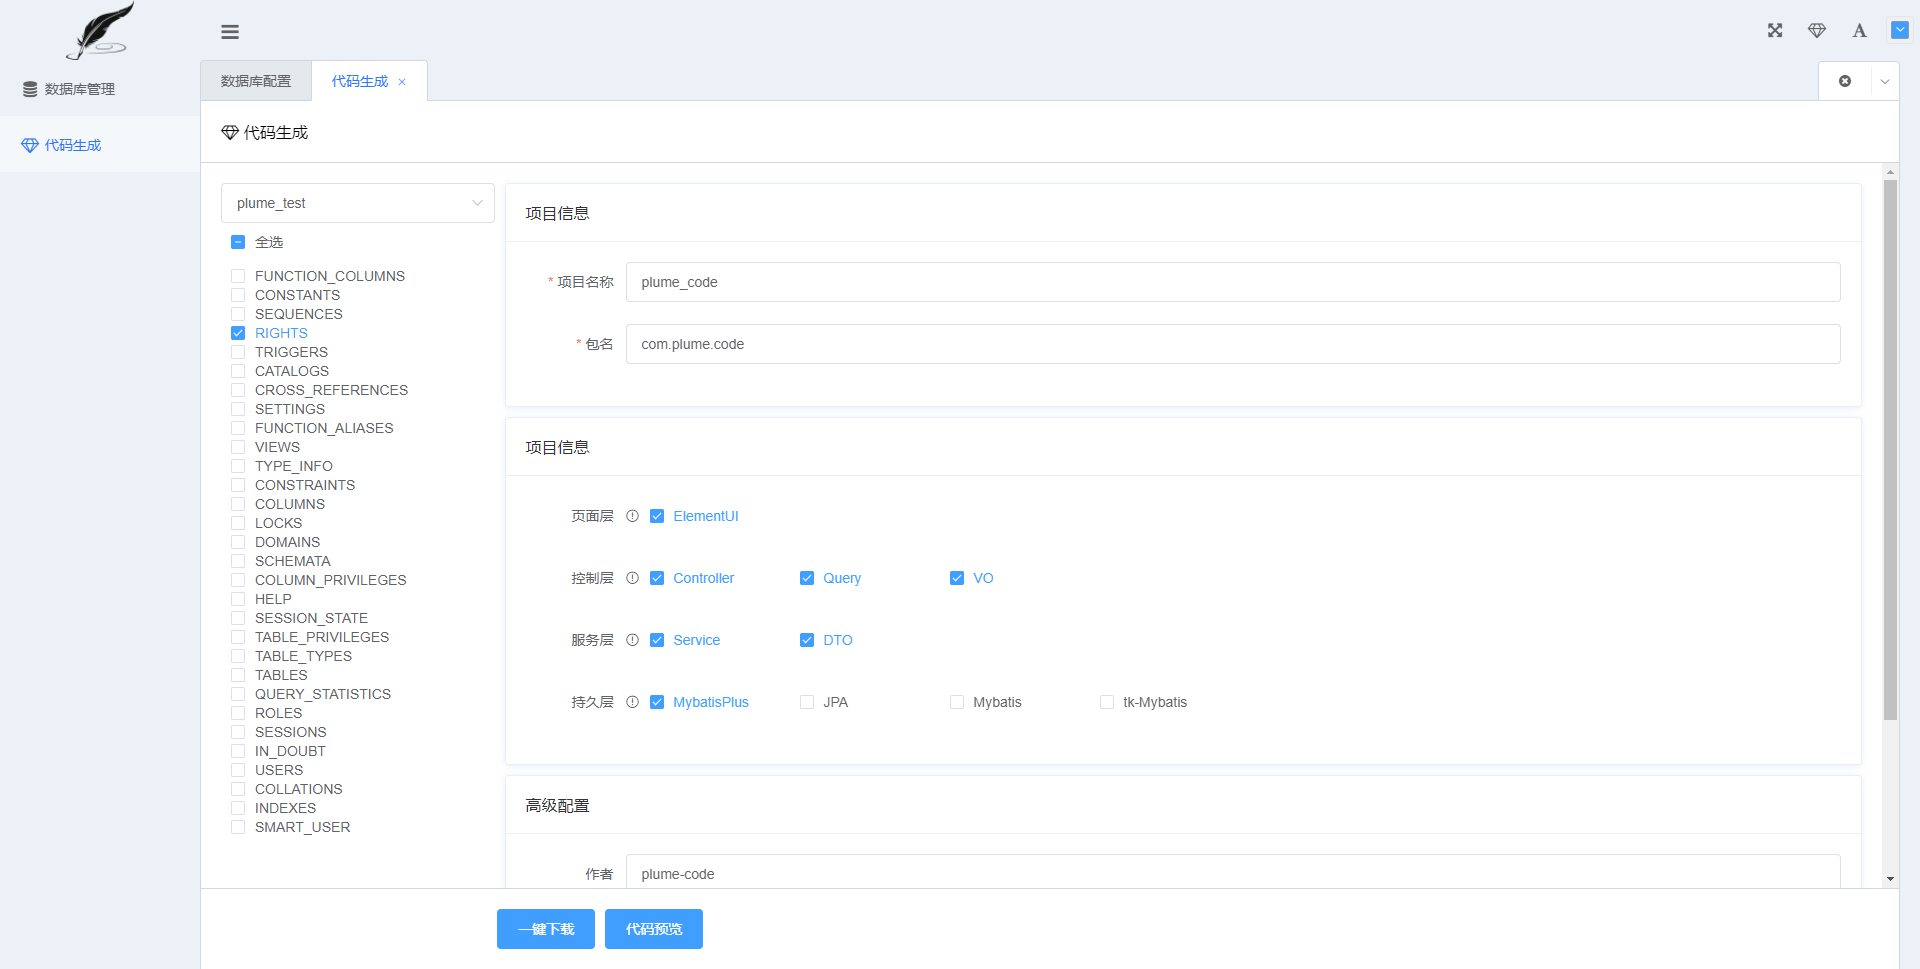 数据库管理
代码生成
数据库配置
代码生成 ×
代码生成
plume_test
全选
FUNCTION_COLUMNS
CONSTANTS
SEQUENCES
RIGHTS
TRIGGERS
CATALOGS
CROSS_REFERENCES
SETTINGS
FUNCTION_ALIASES
VIEWS
TYPE_INFO
CONSTRAINTS
COLUMNS
LOCKS
DOMAINS
SCHEMATA
COLUMN_PRIVILEGES
HELP
SESSION_STATE
TABLE_PRIVILEGES
TABLE_TYPES
TABLES
QUERY_STATISTICS
ROLES
SESSIONS
IN_DOUBT
USERS
COLLATIONS
INDEXES
SMART_USER
项目信息
* 项目名称 plume_code
* 包名 com.plume.code
项目信息
页面层 ElementUI
控制层 Controller Query VO
服务层 Service DTO
持久层 MybatisPlus JPA Mybatis tk-Mybatis
高级配置
作者 plume-code
一键下载 代码预览